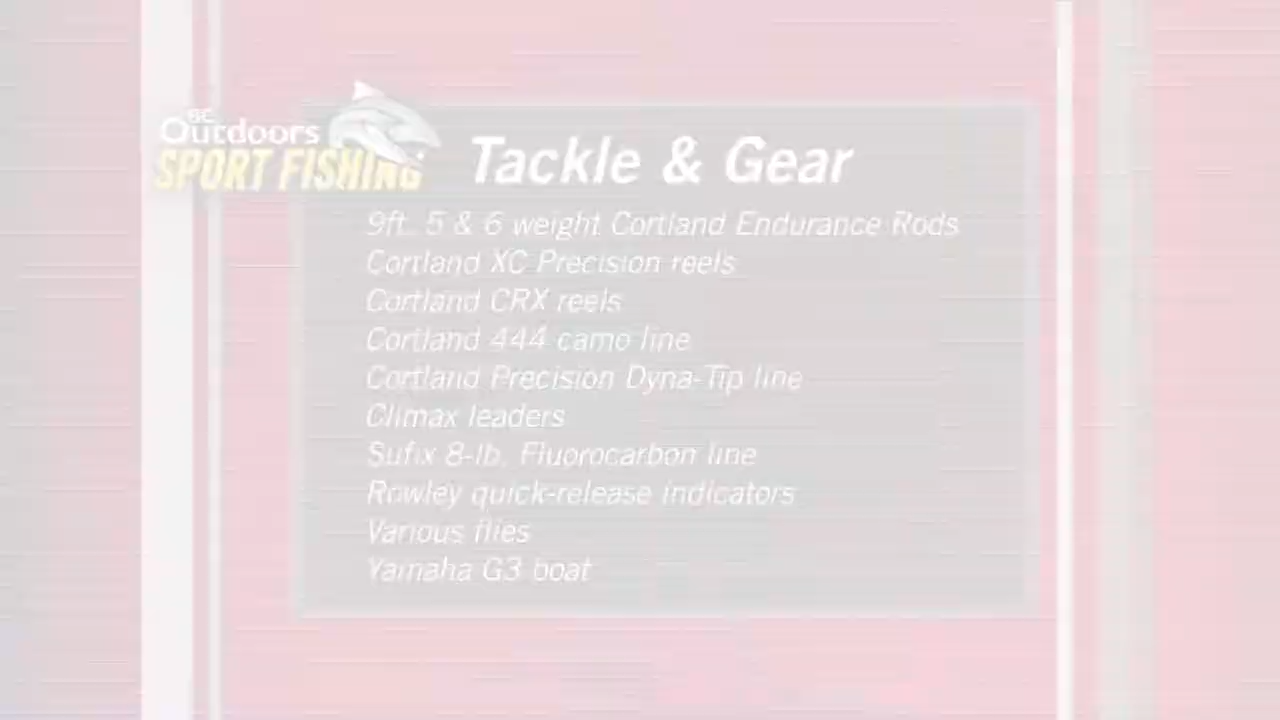 BC
Outdoors
SPORT FISHING
Tackle & Gear
9ft. 5 & 6 weight Cortland Endurance Rods
Cortland XC Precision reels
Cortland CRX reels
Cortland 444 camo line
Cortland Precision Dyna-Tip line
Climax leaders
Sufix 8-lb. Fluorocarbon line
Rowley quick-release indicators
Various flies
Yamaha G3 boat